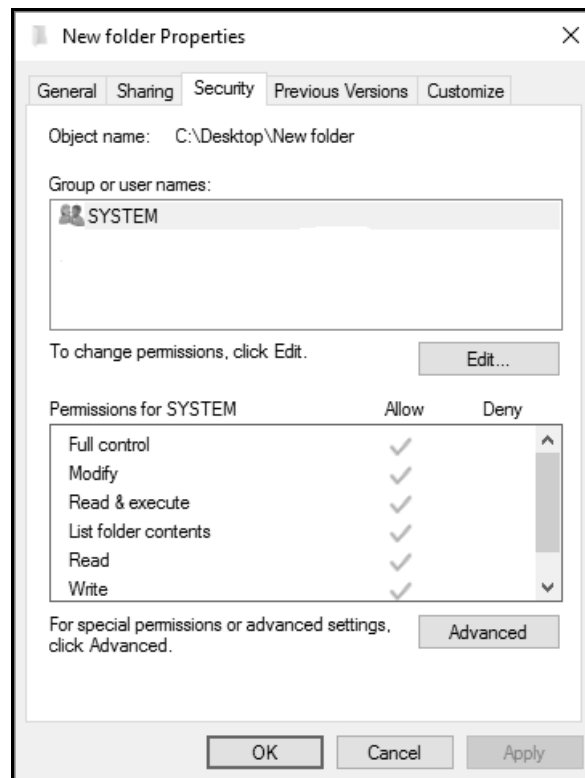 New folder Properties
General Sharing Security Previous Versions Customize
Object name: C:\Desktop\New folder
Group or user names:
SYSTEM
To change permissions, click Edit.
Edit...
Permissions for SYSTEM Allow Deny
Full control
Modify
Read & execute
List folder contents
Read
Write
For special permissions or advanced settings,
click Advanced.
Advanced
OK Cancel Apply